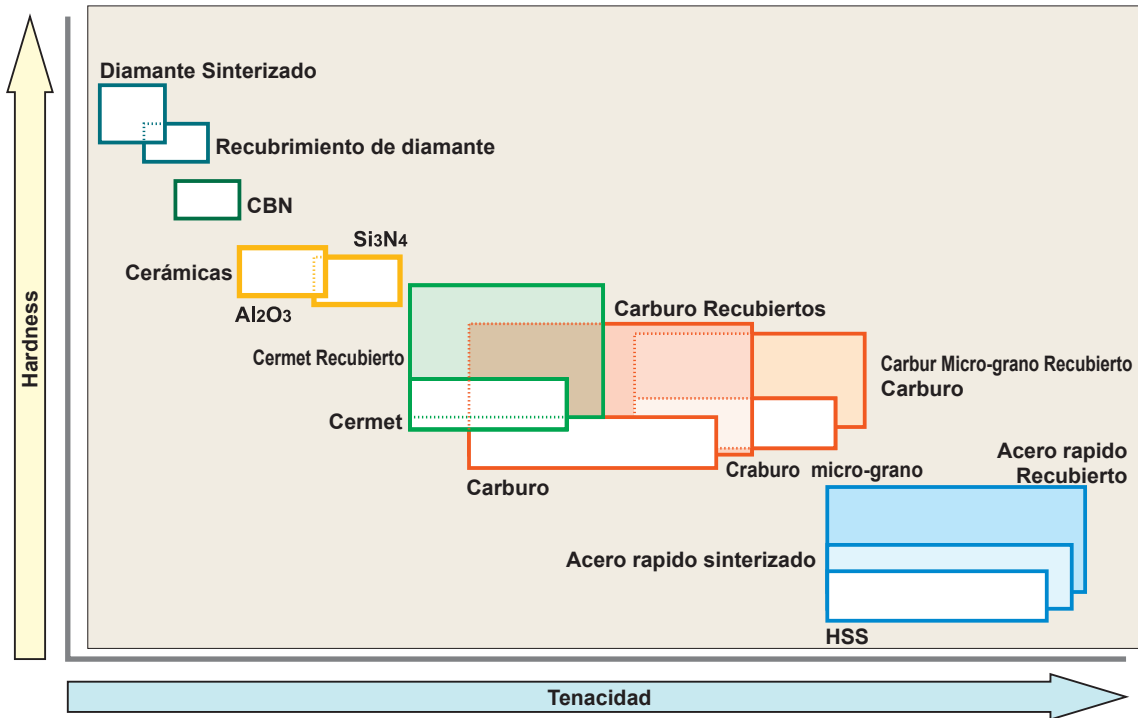 Diamante Sinterizado
Recubrimiento de diamante
CBN
Si3N4
Cerámicas
Al2O3
Carburo Recubiertos
Cermet Recubierto
Carbur Micro-grano Recubierto
Carburo
Cermet
Acero rapido
Recubierto
Craburo micro-grano
Carburo
Acero rapido sinterizado
HSS
Hardness
Tenacidad